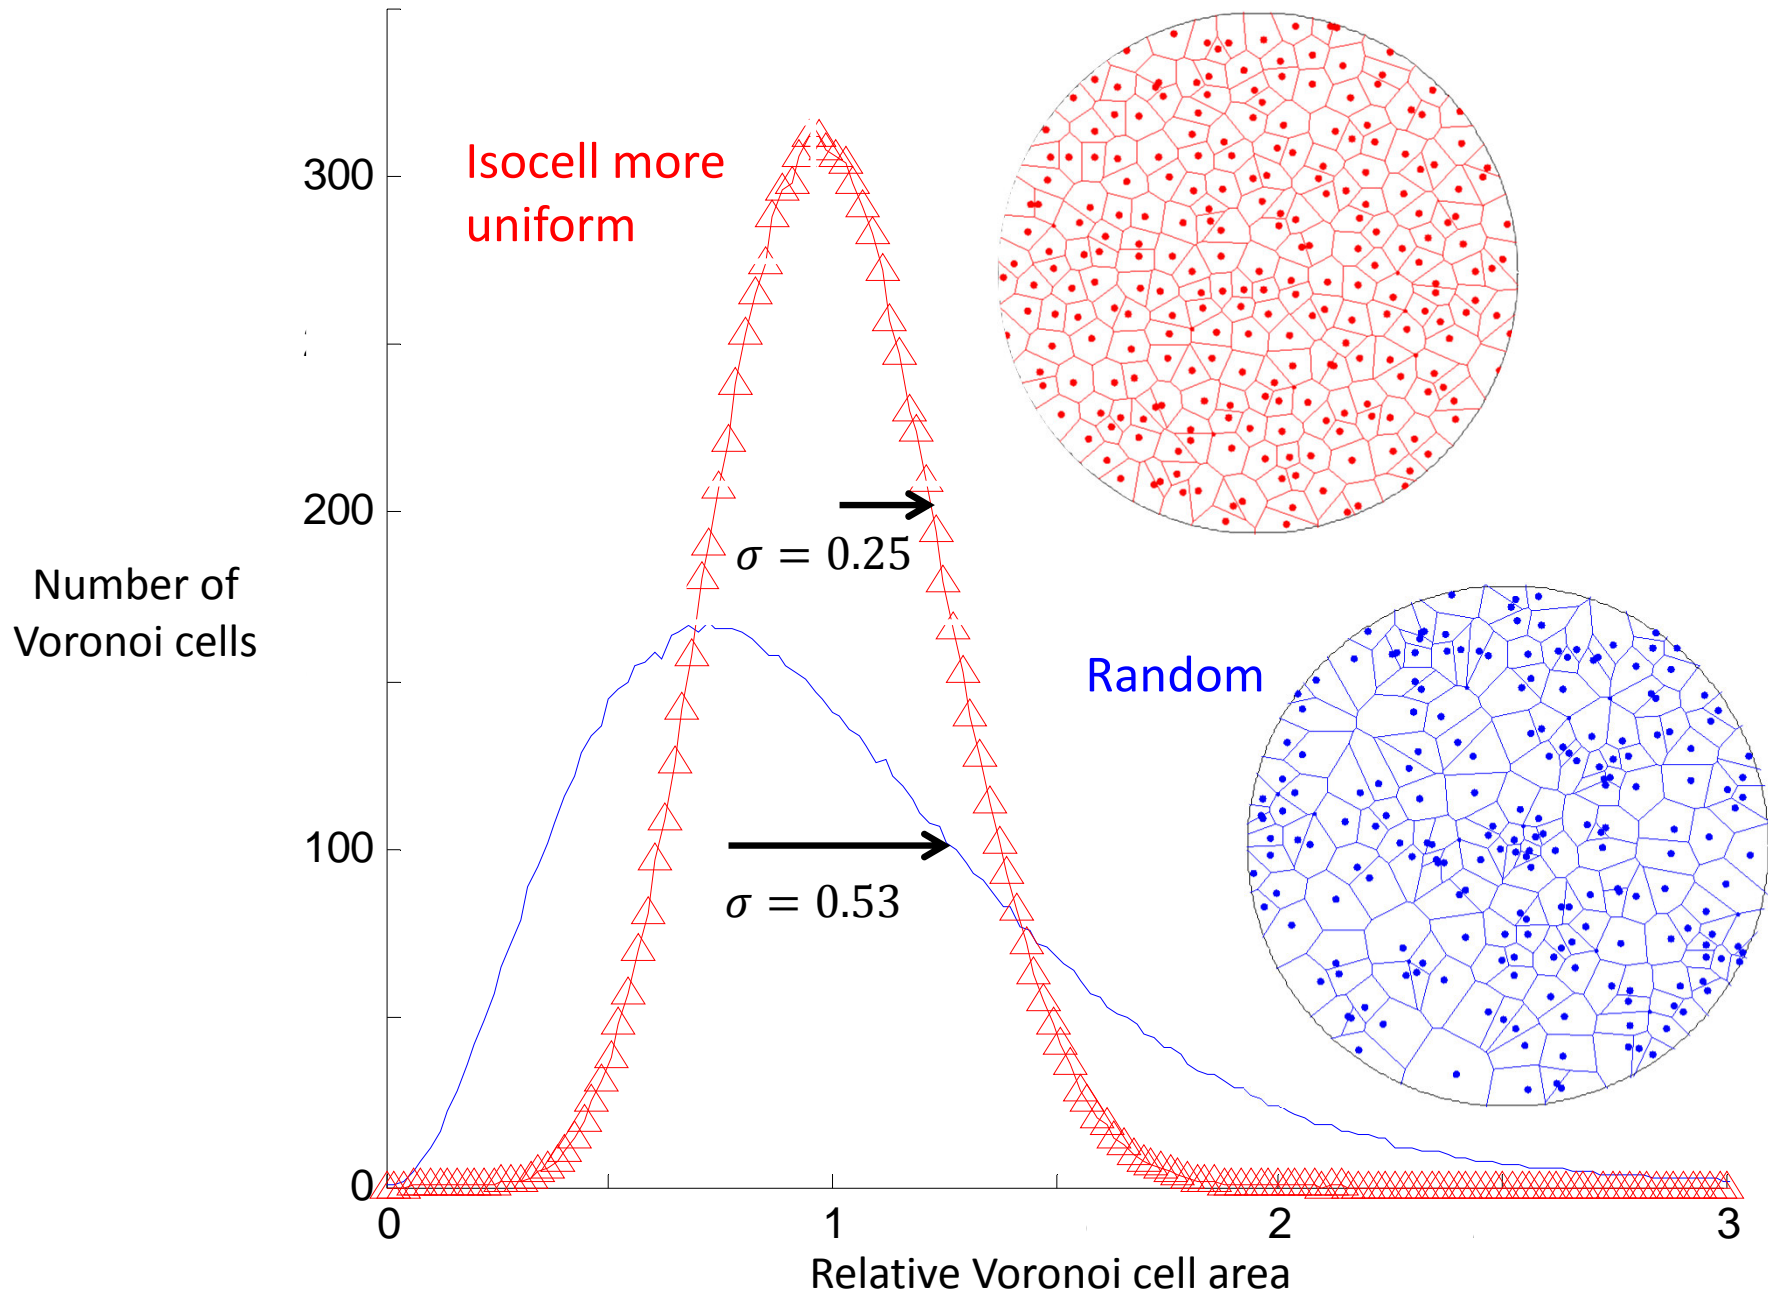 300
200
100
0
0
1
2
3
Number of
Voronoi cells
Relative Voronoi cell area
Isocell more
uniform
σ = 0.25
Random
σ = 0.53